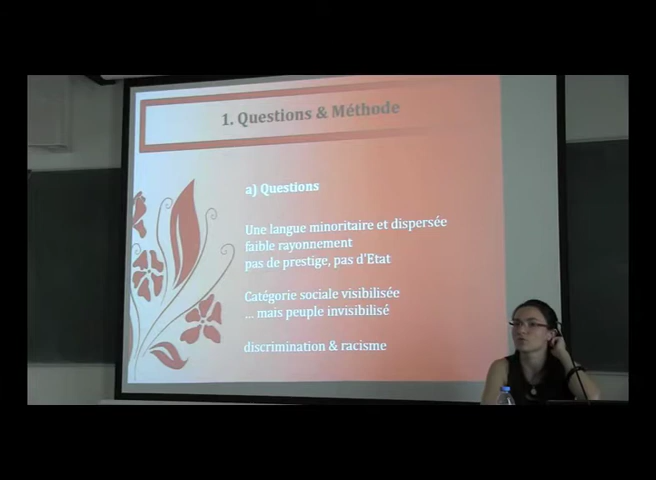 1. Questions & Méthode
a) Questions
Une langue minoritaire et dispersée
faible rayonnement
pas de prestige, pas d'Etat
Catégorie sociale visibilisée
... mais peuple invisibilisé
discrimination & racisme